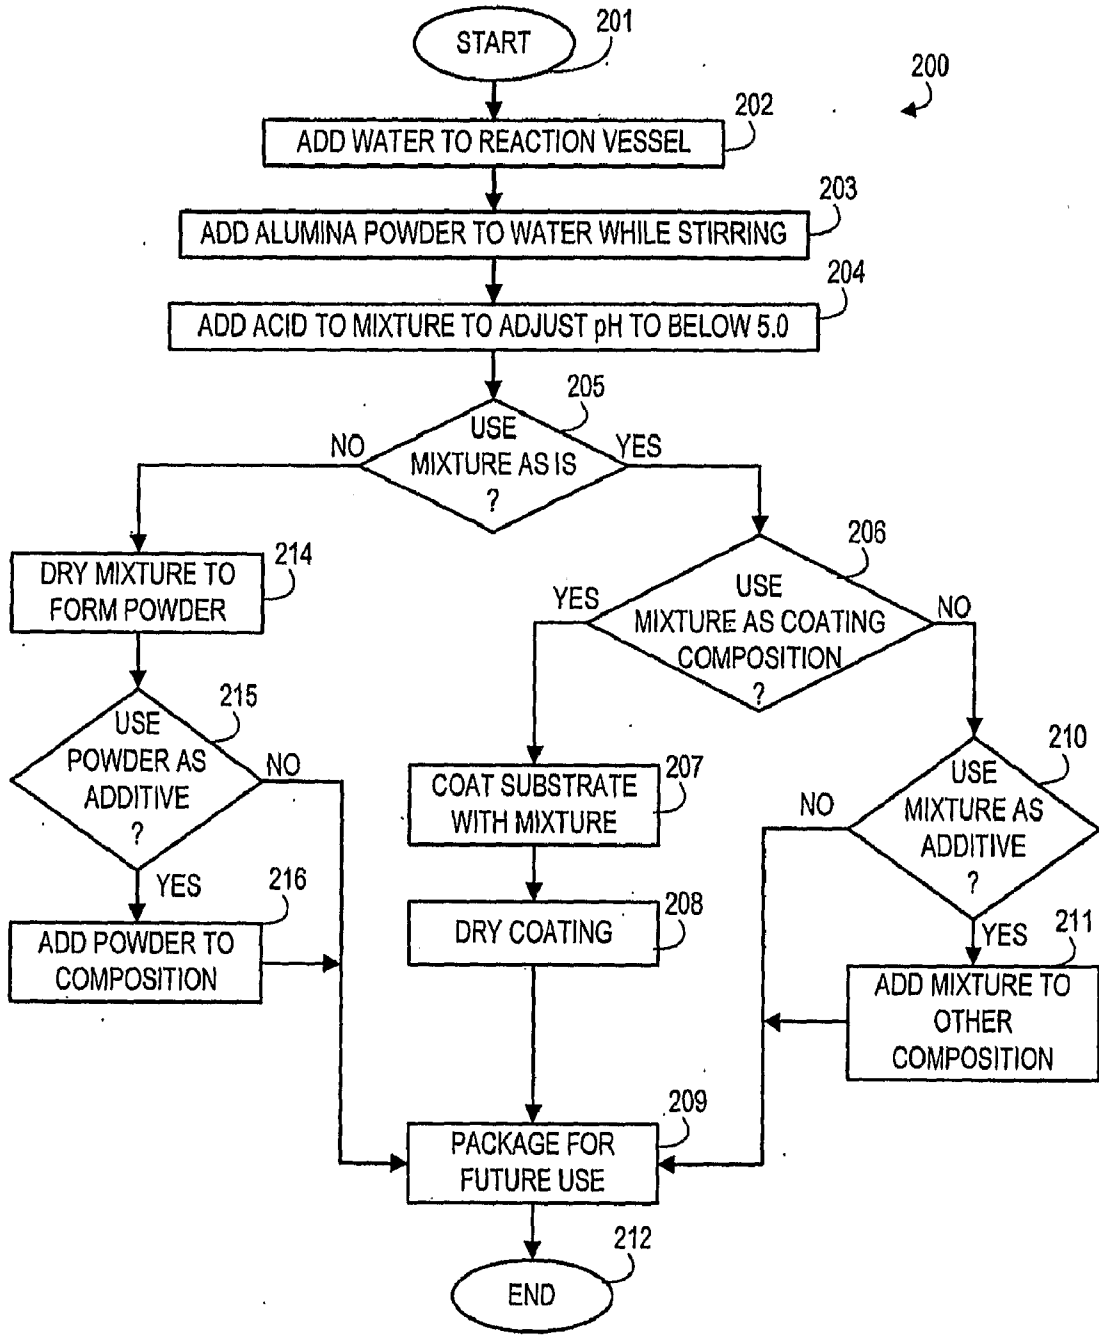 START
201
200
202
ADD WATER TO REACTION VESSEL
203
ADD ALUMINA POWDER TO WATER WHILE STIRRING
204
ADD ACID TO MIXTURE TO ADJUST pH TO BELOW 5.0
205
NO
USE
MIXTURE AS IS
?
YES
214
DRY MIXTURE TO
FORM POWDER
206
YES
USE
MIXTURE AS COATING
COMPOSITION
?
NO
215
USE
POWDER AS
ADDITIVE
?
NO
YES
207
COAT SUBSTRATE
WITH MIXTURE
210
NO
USE
MIXTURE AS
ADDITIVE
?
YES
216
ADD POWDER TO
COMPOSITION
208
DRY COATING
211
ADD MIXTURE TO
OTHER
COMPOSITION
209
PACKAGE FOR
FUTURE USE
212
END